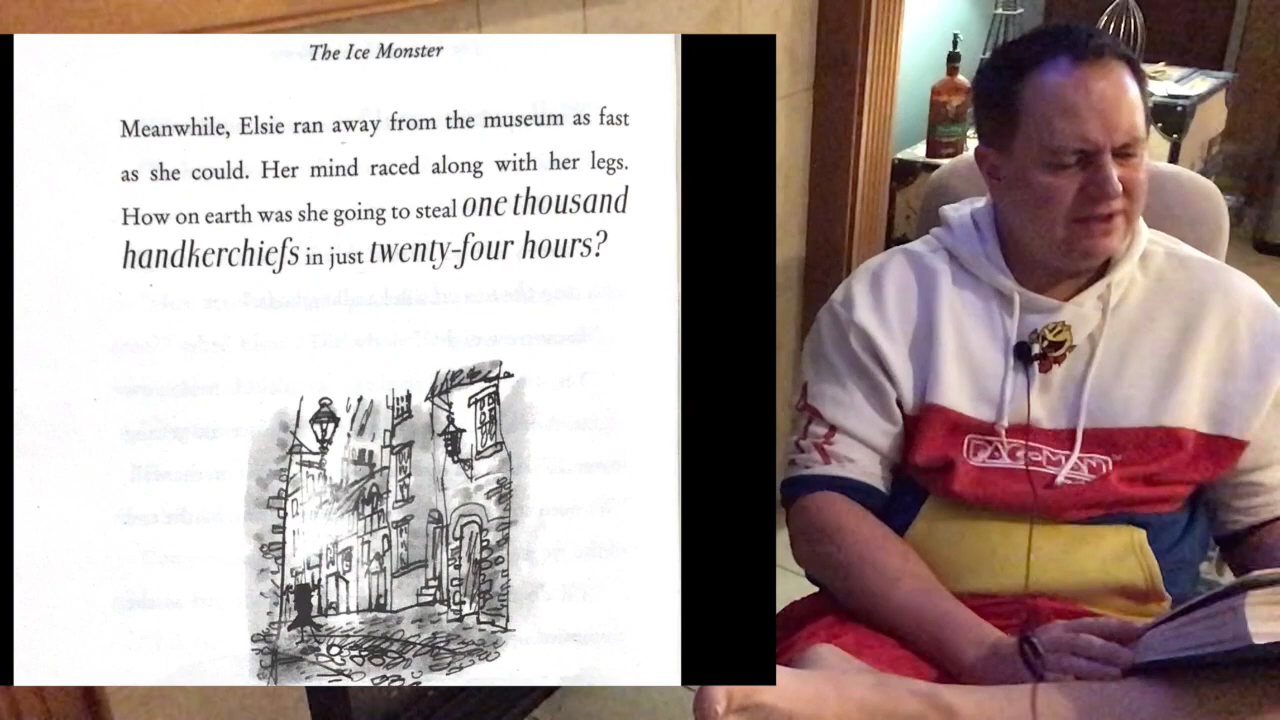 The Ice Monster
Meanwhile, Elsie ran away from the museum as fast
as she could. Her mind raced along with her legs.
How on earth was she going to steal one thousand
handkerchiefs in just twenty-four hours?
PAC-MAN